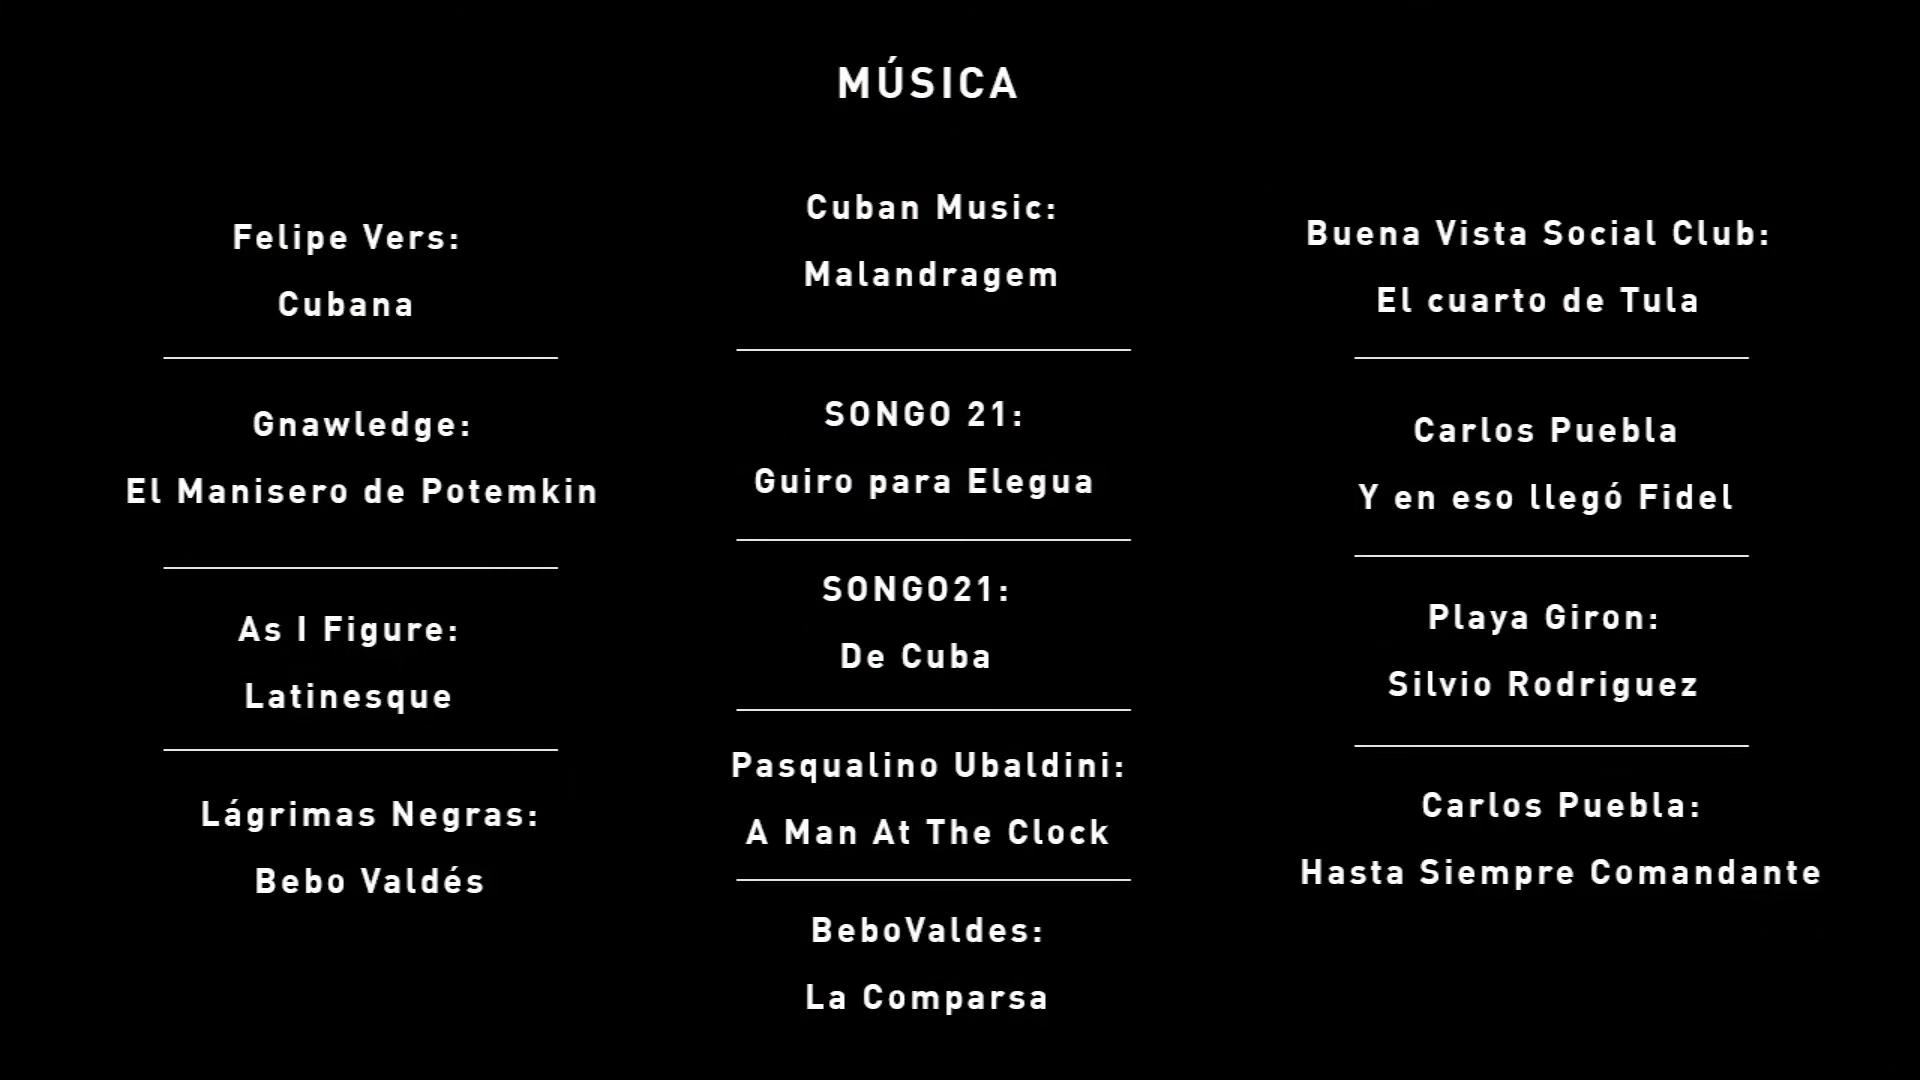 MÚSICA
Felipe Vers:
Cubana
Gnawledge:
El Manisero de Potemkin
As I Figure:
Latinesque
Lágrimas Negras:
Bebo Valdés
Cuban Music:
Malandragem
SONGO 21:
Guiro para Elegua
SONGO21:
De Cuba
Pasqualino Ubaldini:
A Man At The Clock
BeboValdes:
La Comparsa
Buena Vista Social Club:
El cuarto de Tula
Carlos Puebla
Y en eso llegó Fidel
Playa Giron:
Silvio Rodriguez
Carlos Puebla:
Hasta Siempre Comandante